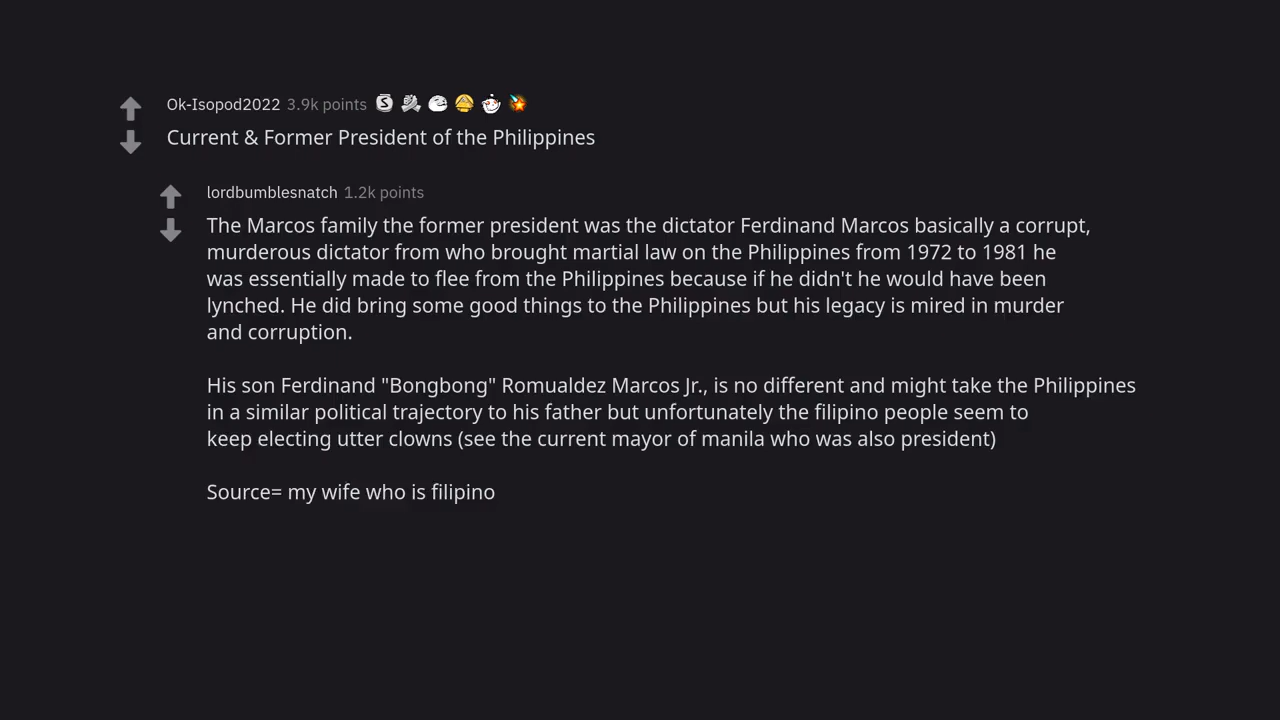 Ok-Isopod2022 3.9k points
Current & Former President of the Philippines
lordbumblesnatch 1.2k points
The Marcos family the former president was the dictator Ferdinand Marcos basically a corrupt,
murderous dictator from who brought martial law on the Philippines from 1972 to 1981 he
was essentially made to flee from the Philippines because if he didn't he would have been
lynched. He did bring some good things to the Philippines but his legacy is mired in murder
and corruption.
His son Ferdinand "Bongbong" Romualdez Marcos Jr., is no different and might take the Philippines
in a similar political trajectory to his father but unfortunately the filipino people seem to
keep electing utter clowns (see the current mayor of manila who was also president)
Source= my wife who is filipino